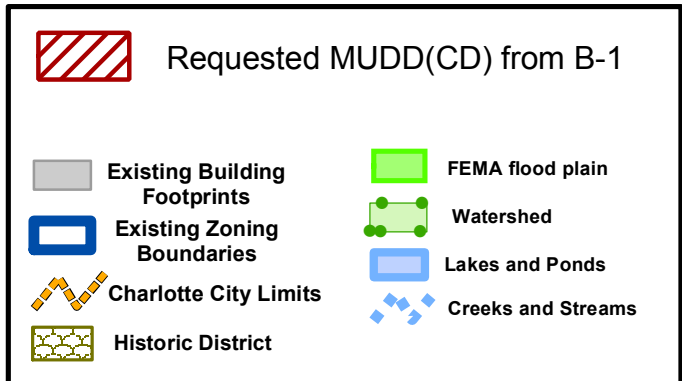 Requested MUDD(CD) from B-1
Existing Building
Footprints
Existing Zoning
Boundaries
Charlotte City Limits
Historic District
FEMA flood plain
Watershed
Lakes and Ponds
Creeks and Streams